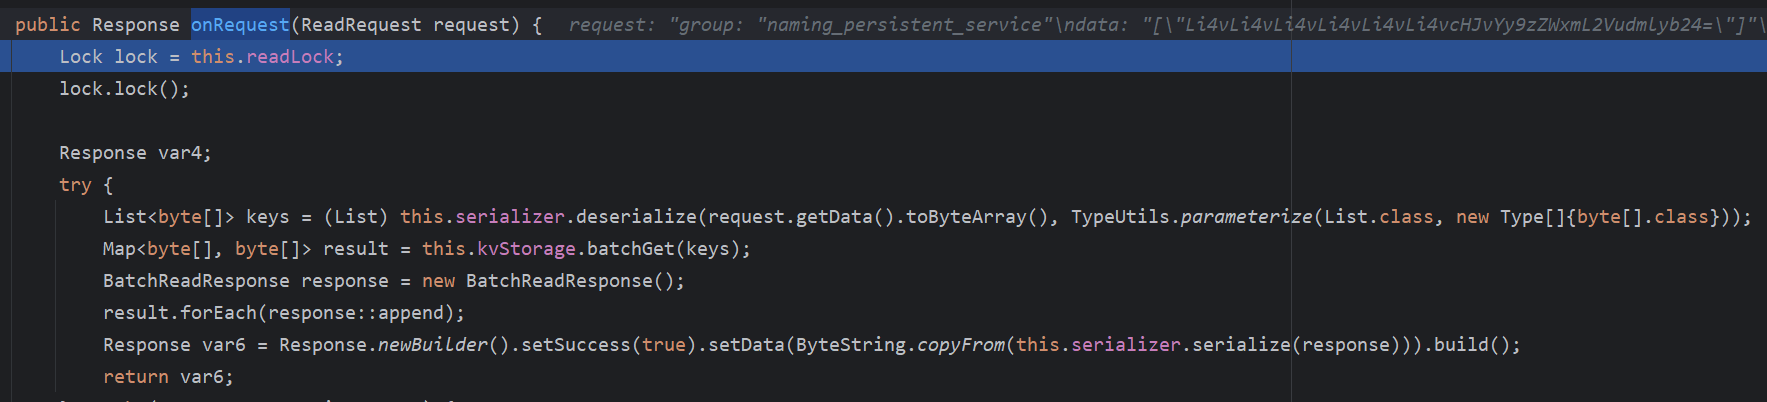 public Response onRequest(ReadRequest request) {  request: "group: "naming_persistent_service"\ndata: "[\"Li4vLi4vLi4vLi4vLi4vLi4vcHJvYy9zZWxmL2Vudmlyb24=\"]"\
Lock lock = this.readLock;
lock.lock();
Response var4;
try {
List<byte[]> keys = (List) this.serializer.deserialize(request.getData().toByteArray(), TypeUtils.parameterize(List.class, new Type[]{byte[].class}));
Map<byte[], byte[]> result = this.kvStorage.batchGet(keys);
BatchReadResponse response = new BatchReadResponse();
result.forEach(response::append);
Response var6 = Response.newBuilder().setSuccess(true).setData(ByteString.copyFrom(this.serializer.serialize(response))).build();
return var6;